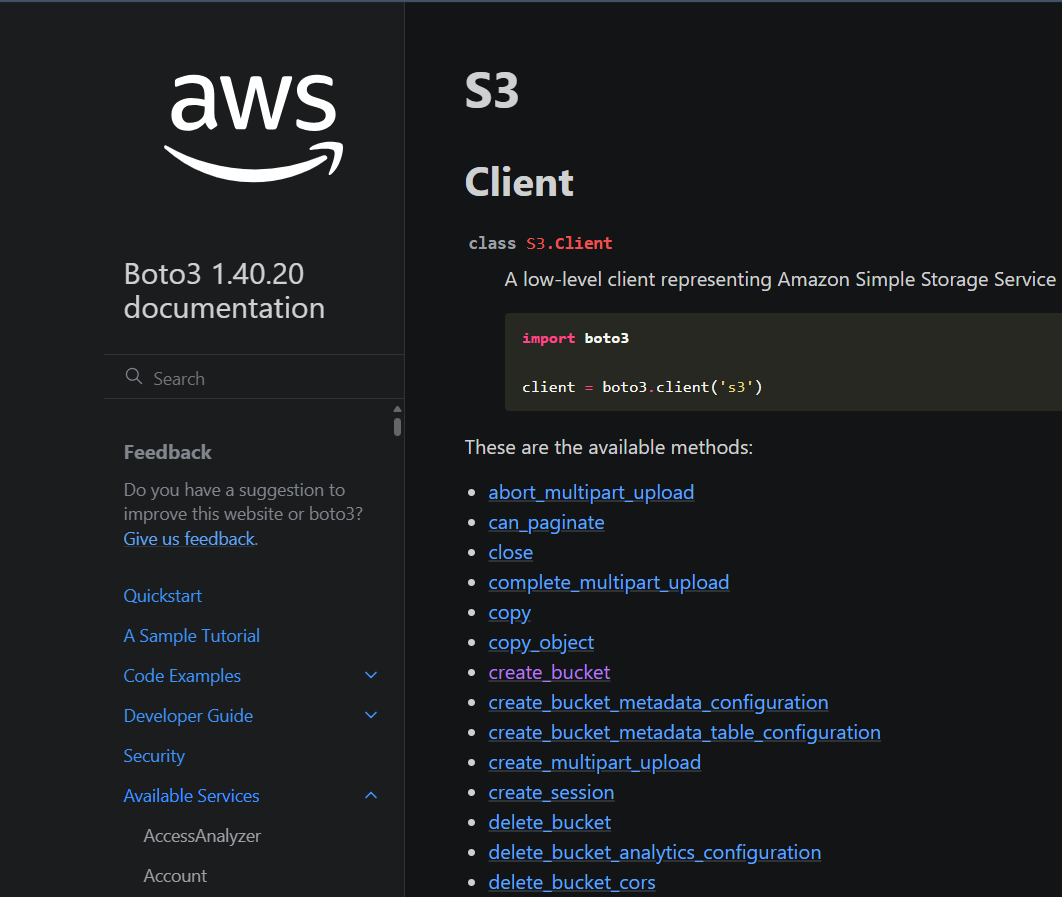 aws
Boto3 1.40.20
documentation
Search
Feedback
Do you have a suggestion to
improve this website or boto3?
Give us feedback.
Quickstart
A Sample Tutorial
Code Examples
Developer Guide
Security
Available Services
AccessAnalyzer
Account
S3
Client
class S3.Client
A low-level client representing Amazon Simple Storage Service
import boto3
client = boto3.client('s3')
These are the available methods:
abort_multipart_upload
can_paginate
close
complete_multipart_upload
copy
copy_object
create_bucket
create_bucket_metadata_configuration
create_bucket_metadata_table_configuration
create_multipart_upload
create_session
delete_bucket
delete_bucket_analytics_configuration
delete_bucket_cors